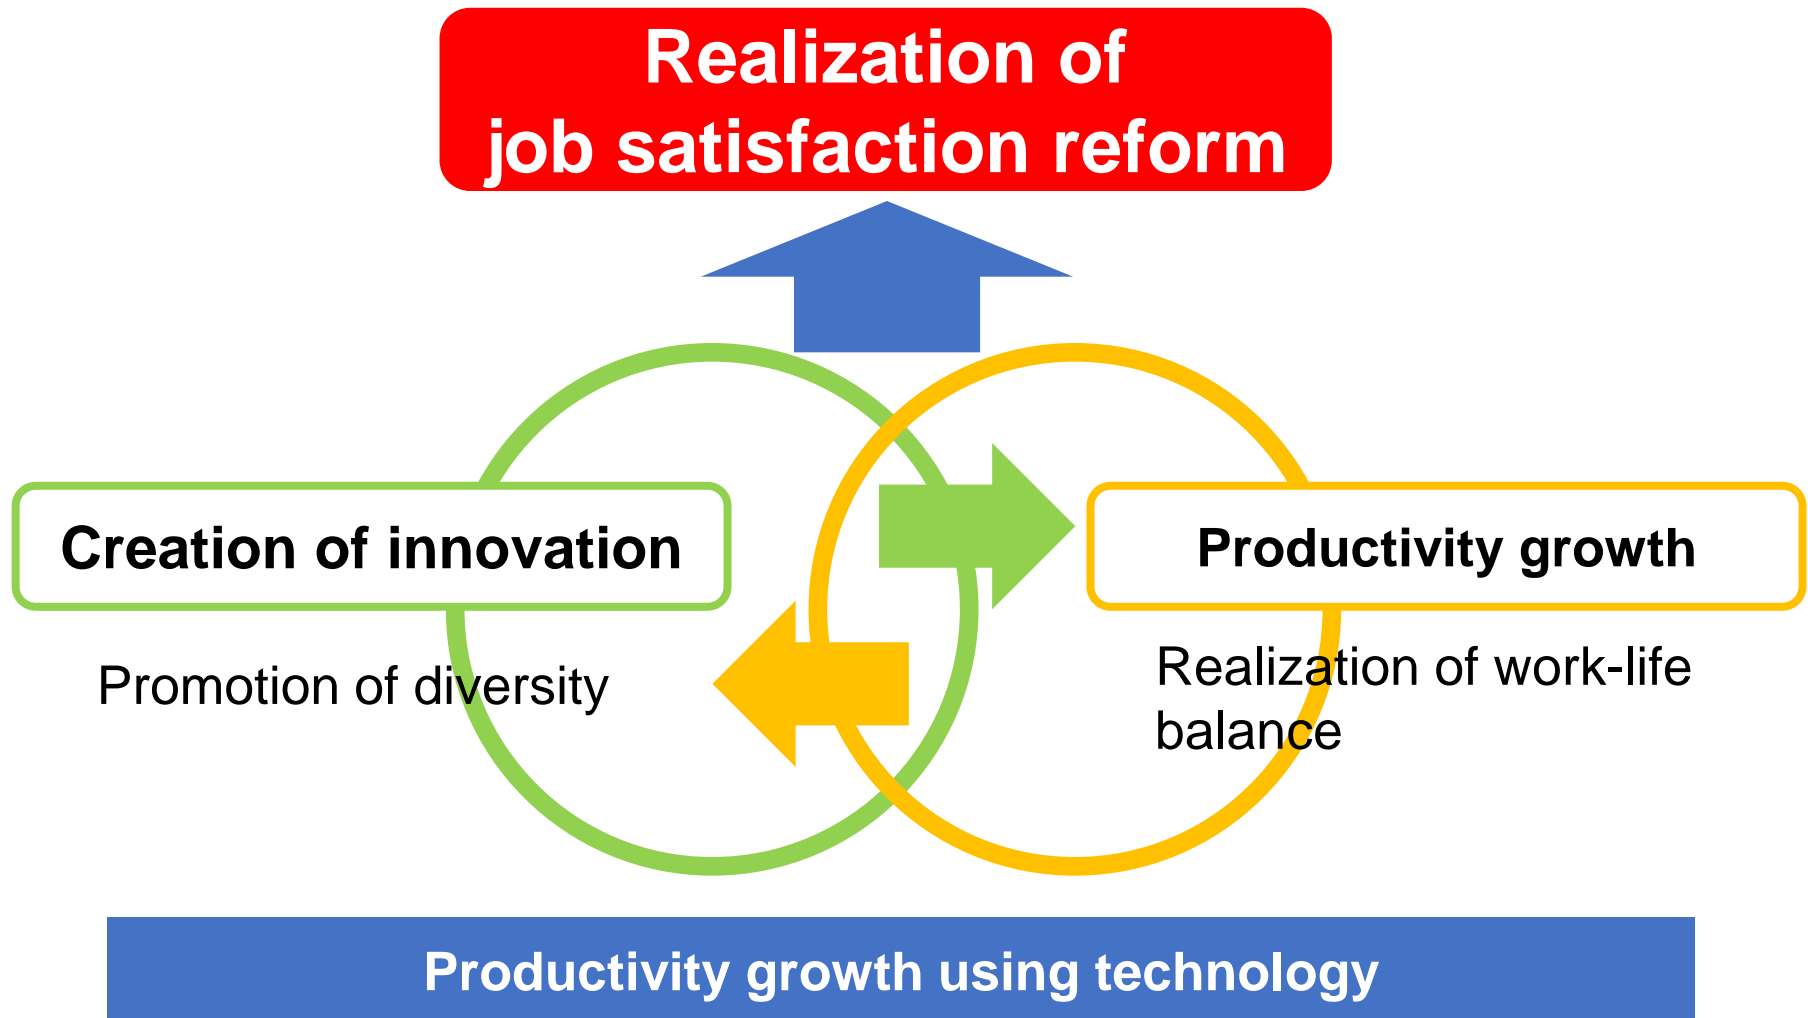 Realization of
job satisfaction reform
Creation of innovation
Productivity growth
Promotion of diversity
Realization of work-life
balance
Productivity growth using technology